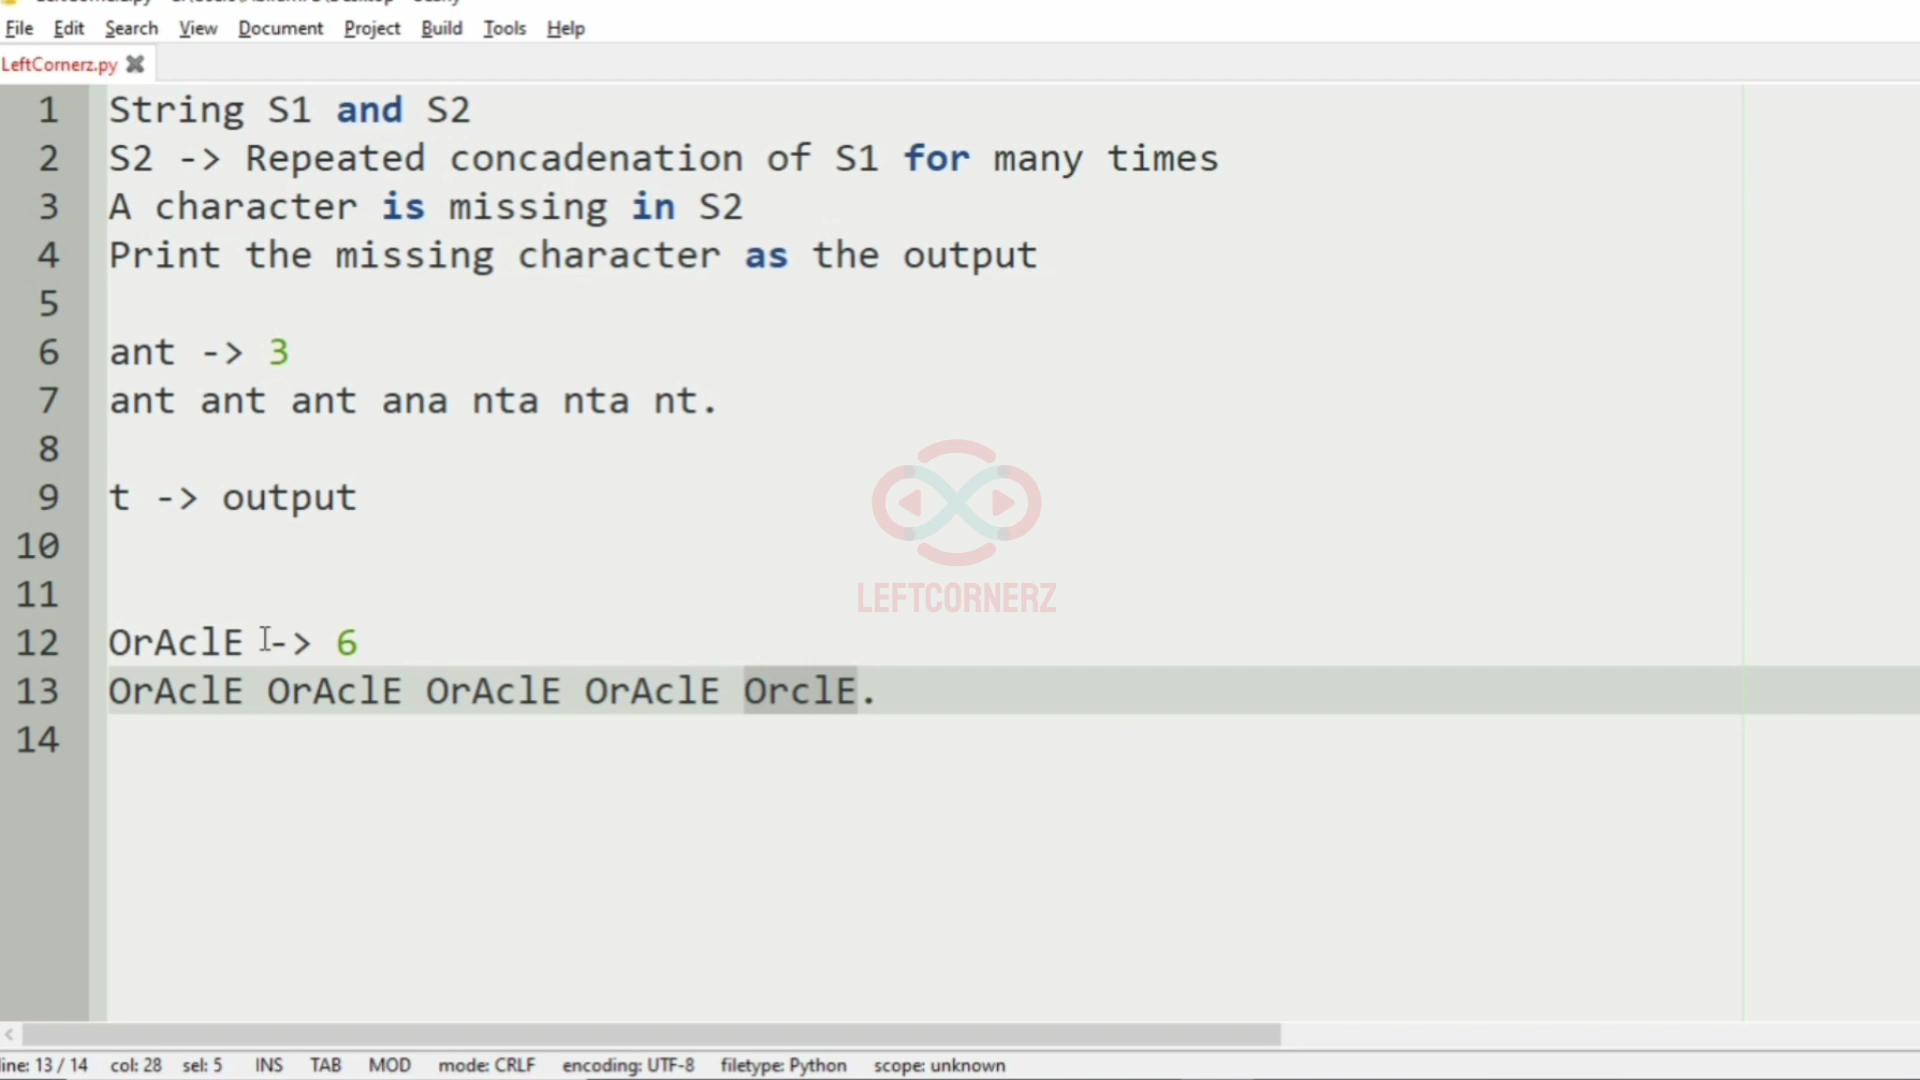 File Edit Search View Document Project Build Tools Help
LeftCornerz.py
1 String S1 and S2
2 S2 -> Repeated concadenation of S1 for many times
3 A character is missing in S2
4 Print the missing character as the output
5
6 ant -> 3
7 ant ant ant ana nta nta nt.
8
9 t -> output
10
11
12 OrAclE -> 6
13 OrAclE OrAclE OrAclE OrAclE OrclE.
14
LEFTCORNERZ
line: 13 / 14 col: 28 sel: 5 INS TAB MOD mode: CRLF encoding: UTF-8 filetype: Python scope: unknown